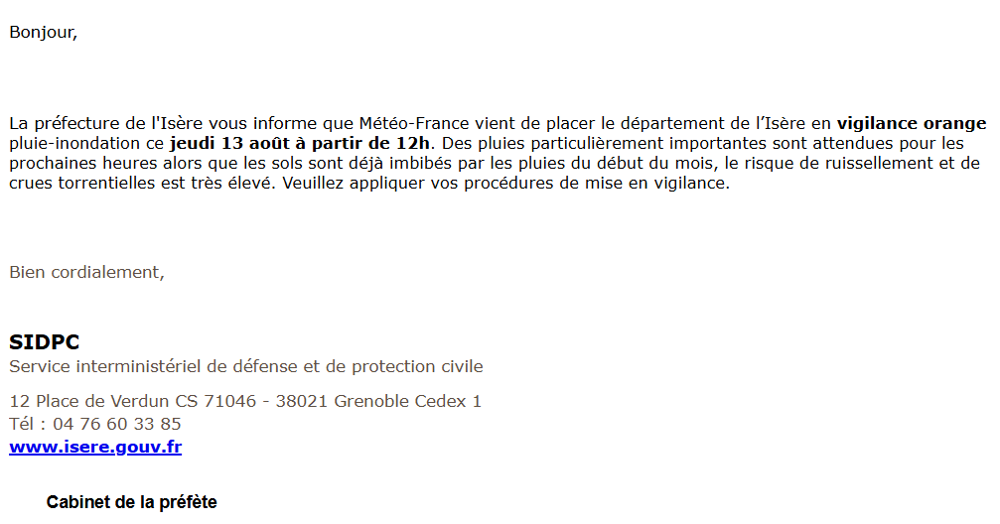 Bonjour,
La préfecture de l'Isère vous informe que Météo-France vient de placer le département de l’Isère en vigilance orange
pluie-inondation ce jeudi 13 août à partir de 12h. Des pluies particulièrement importantes sont attendues pour les
prochaines heures alors que les sols sont déjà imbibés par les pluies du début du mois, le risque de ruissellement et de
crues torrentielles est très élevé. Veuillez appliquer vos procédures de mise en vigilance.
Bien cordialement,
SIDPC
Service interministériel de défense et de protection civile
12 Place de Verdun CS 71046 - 38021 Grenoble Cedex 1
Tél : 04 76 60 33 85
www.isere.gouv.fr
Cabinet de la préfète